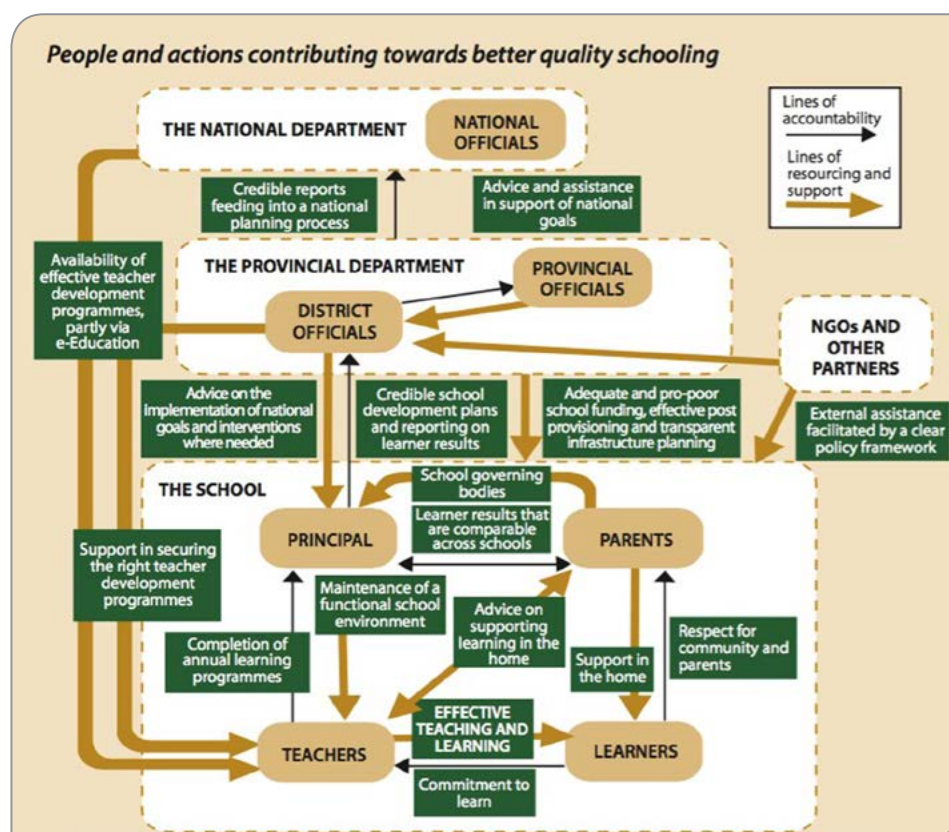 People and actions contributing towards better quality schooling
Lines of
accountability
Lines of
resourcing and
support
THE NATIONAL DEPARTMENT
NATIONAL
OFFICIALS
Credible reports
feeding into a national
planning process
Advice and assistance
in support of national
goals
Availability of
effective teacher
development
programmes,
partly via
e-Education
THE PROVINCIAL DEPARTMENT
PROVINCIAL
OFFICIALS
DISTRICT
OFFICIALS
NGOs AND
OTHER
PARTNERS
Advice on the
implementation of national
goals and interventions
where needed
Credible school
development plans
and reporting on
learner results
Adequate and pro-poor
school funding, effective post
provisioning and transparent
infrastructure planning
External assistance
facilitated by a clear
policy framework
THE SCHOOL
School governing
bodies
PRINCIPAL
Learner results that
are comparable
across schools
PARENTS
Support in securing
the right teacher
development
programmes
Maintenance of a
functional school
environment
Advice on
supporting
learning in the
home
Completion of
annual learning
programmes
Support in
the home
Respect for
community and
parents
TEACHERS
EFFECTIVE
TEACHING AND
LEARNING
LEARNERS
Commitment to
learn